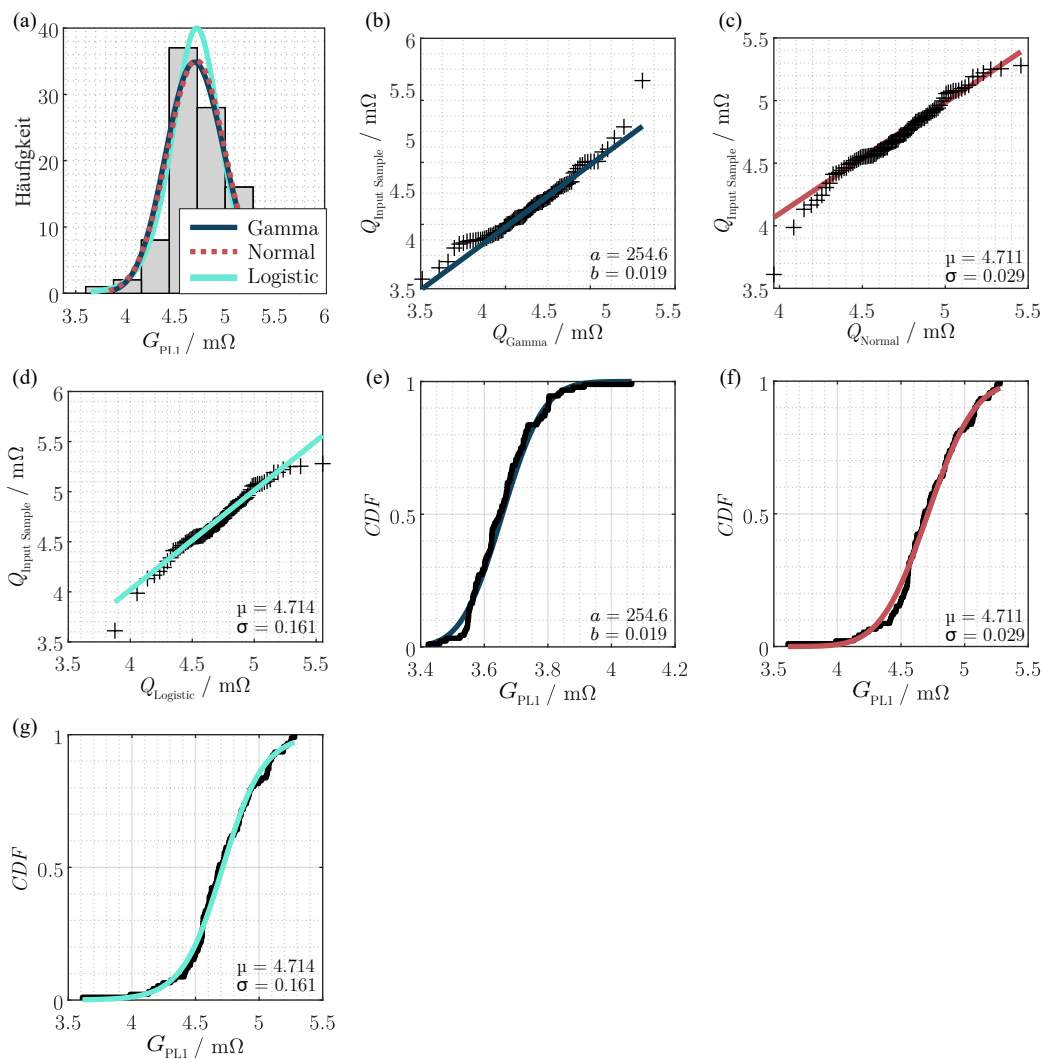 (a)
40
30
20
10
0
Häufigkeit
Gamma
Normal
Logistic
3.5 4 4.5 5 5.5 6
G_PL1 / mΩ
(b)
6
5.5
5
4.5
4
3.5
Q_Input Sample / mΩ
a = 254.6
b = 0.019
3.5 4.5 5 5.5
Q_Gamma / mΩ
(c)
5.5
5
4.5
4
3.5
Q_Input Sample / mΩ
µ = 4.711
σ = 0.029
4 4.5 5 5.5
Q_Normal / mΩ
(d)
6
5.5
5
4.5
4
3.5
Q_Input Sample / mΩ
µ = 4.714
σ = 0.161
3.5 4 4.5 5 5.5
Q_Logistic / mΩ
(e)
1
0.5
0
CDF
a = 254.6
b = 0.019
3.4 3.6 3.8 4 4.2
G_PL1 / mΩ
(f)
1
0.5
0
CDF
µ = 4.711
σ = 0.029
3.5 4 4.5 5 5.5
G_PL1 / mΩ
(g)
1
0.5
0
CDF
µ = 4.714
σ = 0.161
3.5 4 4.5 5 5.5
G_PL1 / mΩ